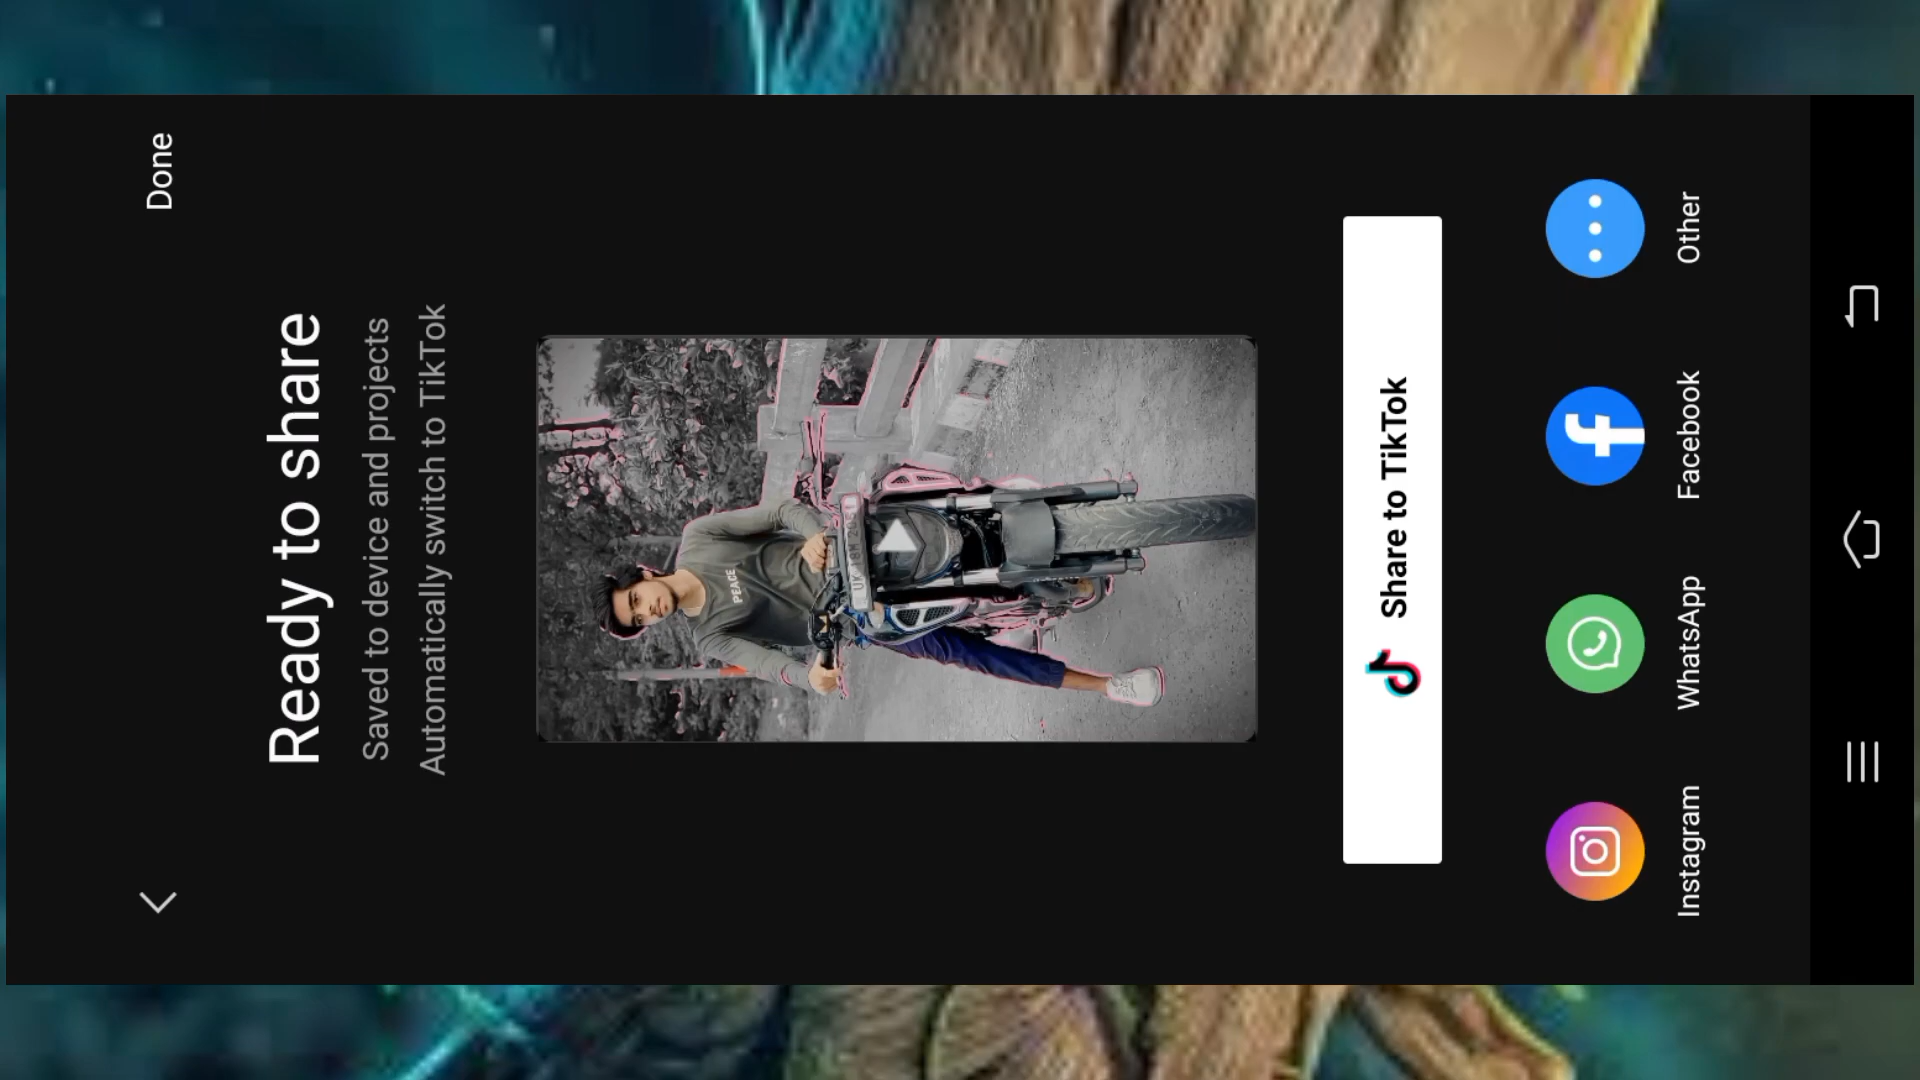 Done
Ready to share
Saved to device and projects
Automatically switch to TikTok
PEACE
Share to TikTok
Instagram
WhatsApp
Facebook
Other